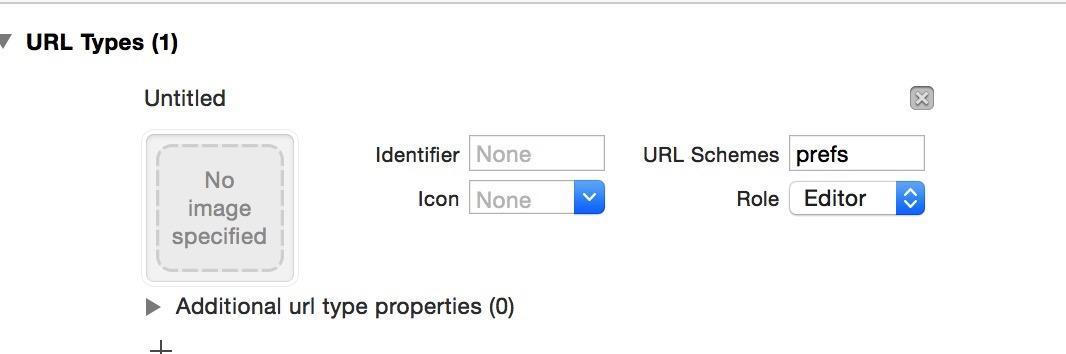 URL Types (1)
Untitled
No
image
specified
Identifier None
URL Schemes prefs
Icon None
Role Editor
Additional url type properties (0)